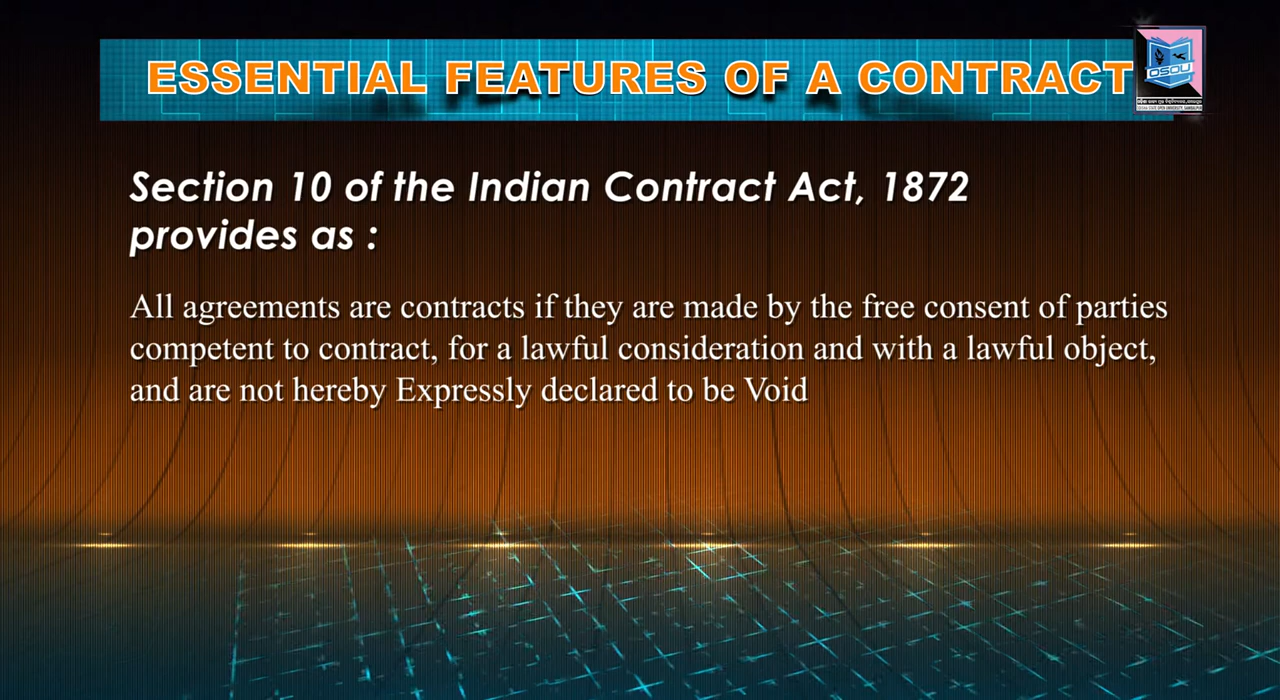 ESSENTIAL FEATURES OF A CONTRACT
OSOU
Section 10 of the Indian Contract Act, 1872
provides as :
All agreements are contracts if they are made by the free consent of parties
competent to contract, for a lawful consideration and with a lawful object,
and are not hereby Expressly declared to be Void